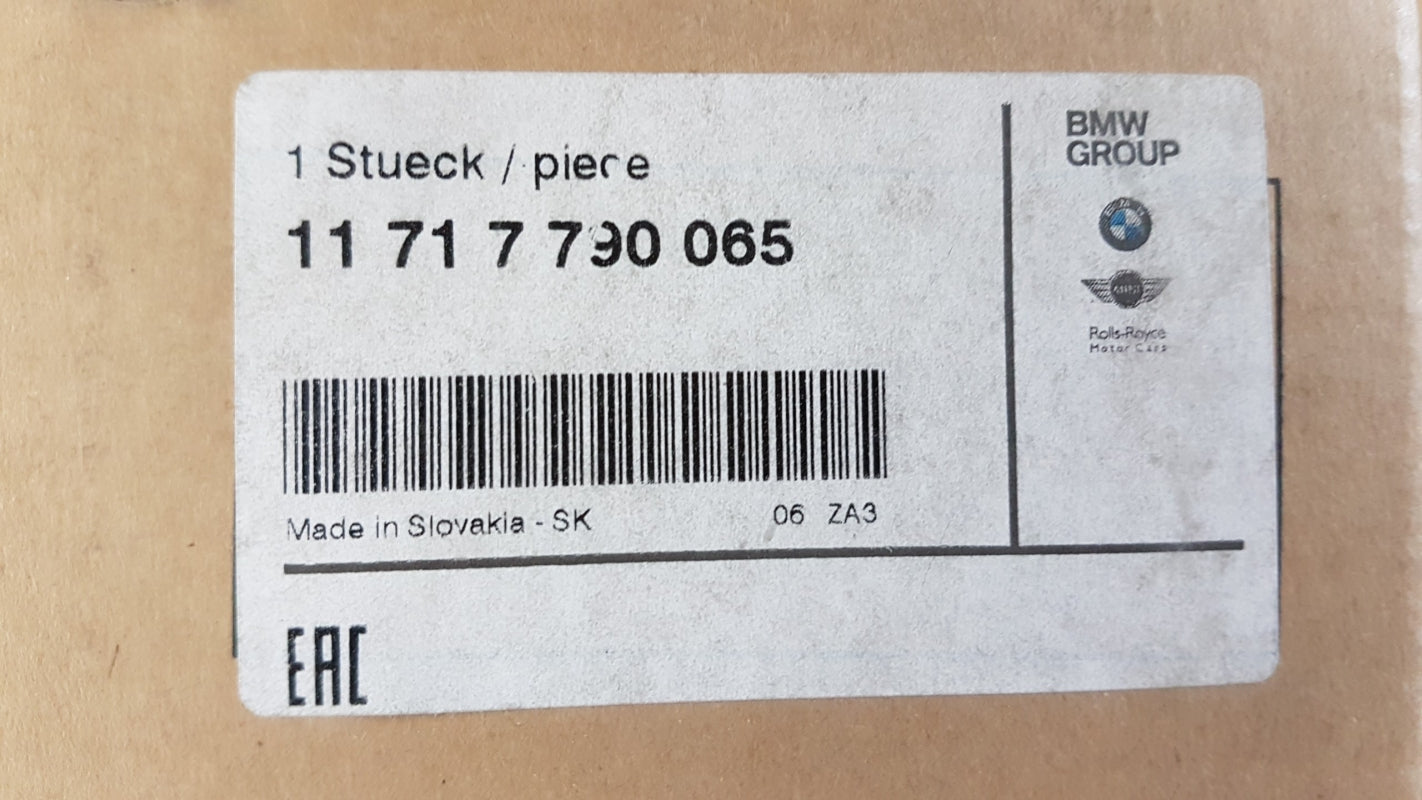 1 Stueck / piece
11 71 7 790 065
Made in Slovakia - SK
06 ZA3
EAC
BMW
GROUP
Rolls-Royce
Motor Cars